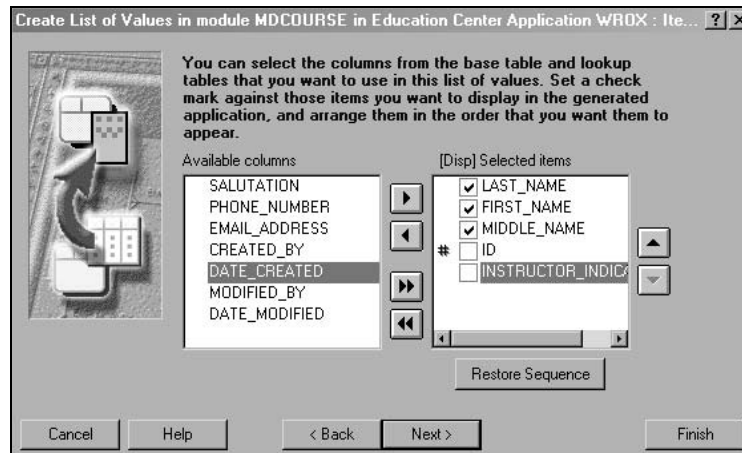 Create List of Values in module MDCOURSE in Education Center Application WROX : Ite...
You can select the columns from the base table and lookup
tables that you want to use in this list of values. Set a check
mark against those items you want to display in the generated
application, and arrange them in the order that you want them to
appear.
Available columns
[Disp] Selected items
SALUTATION
PHONE_NUMBER
EMAIL_ADDRESS
CREATED_BY
DATE_CREATED
MODIFIED_BY
DATE_MODIFIED
LAST_NAME
FIRST_NAME
MIDDLE_NAME
# ID
INSTRUCTOR_INDICA
Restore Sequence
Cancel
Help
< Back
Next >
Finish